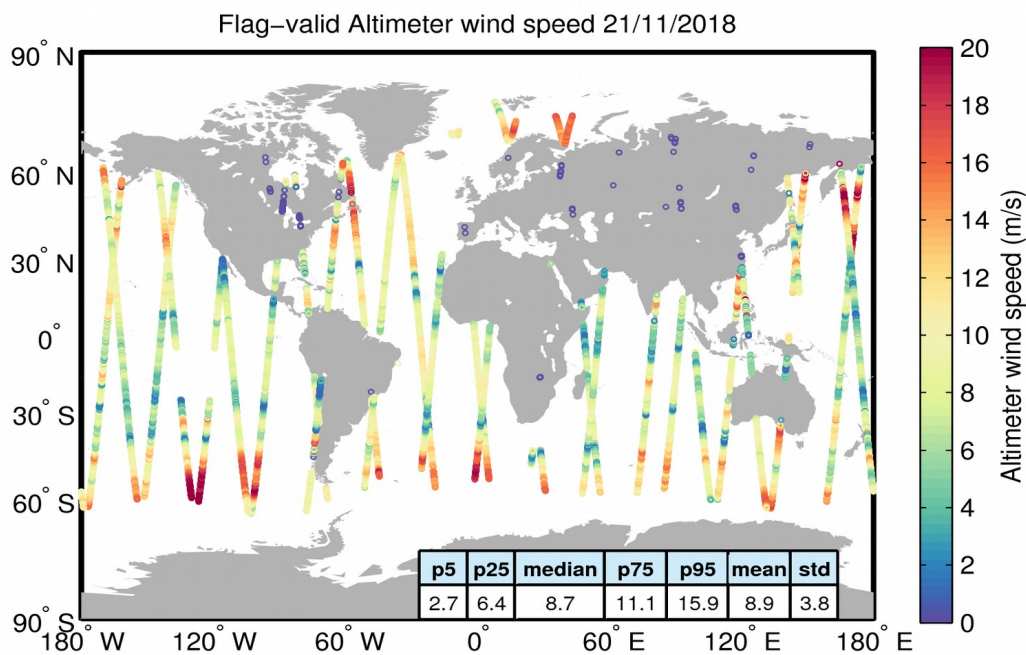 Flag-valid Altimeter wind speed 21/11/2018
90° N
60° N
30° N
0°
30° S
60° S
90° S
180° W
120° W
60° W
0°
60° E
120° E
180° E
p5 p25 median p75 p95 mean std
2.7 6.4 8.7 11.1 15.9 8.9 3.8
20
18
16
14
12
10
8
6
4
2
0
Altimeter wind speed (m/s)